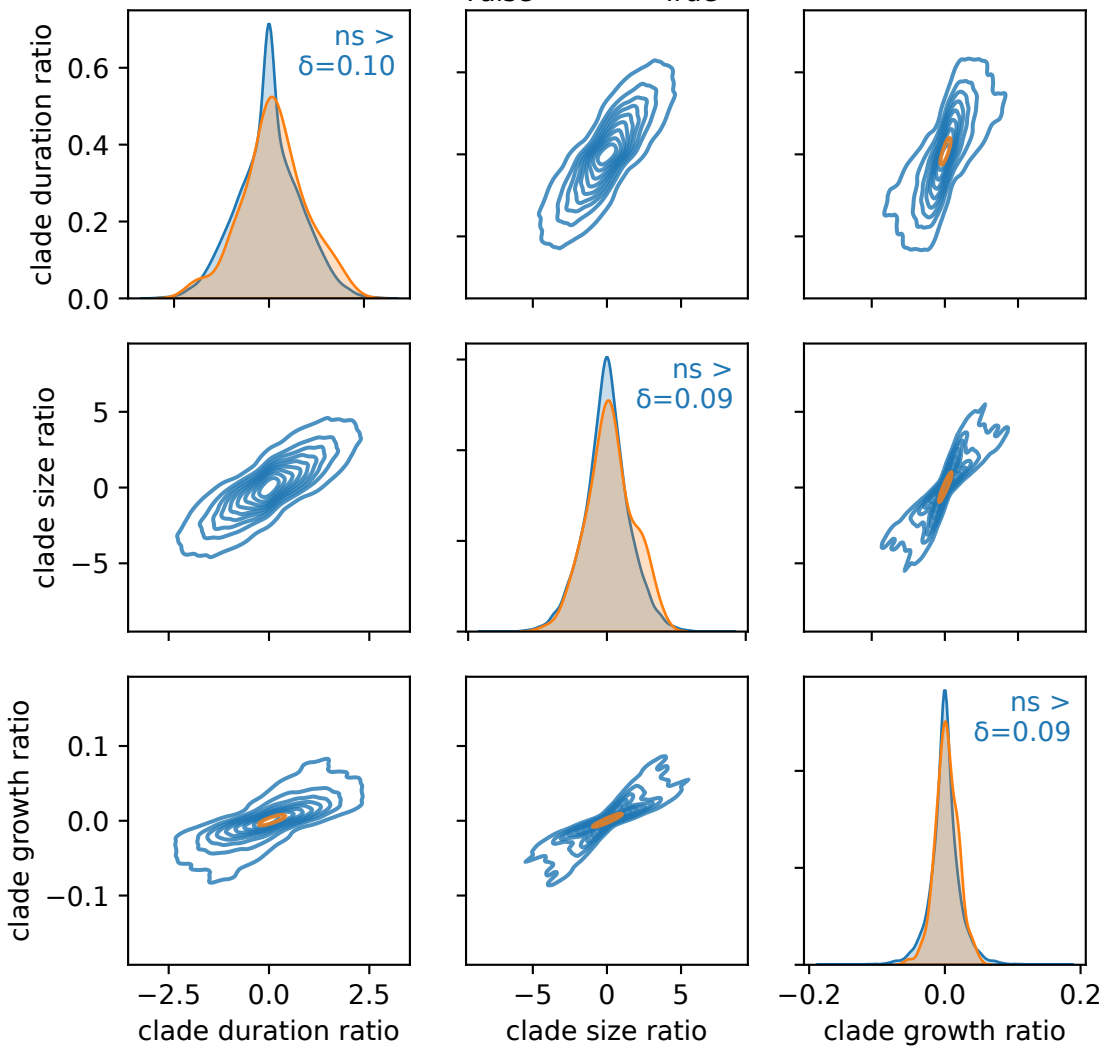 clade duration ratio
0.6
0.4
0.2
0.0
ns >
δ=0.10
clade size ratio
5
0
−5
ns >
δ=0.09
clade growth ratio
0.1
0.0
−0.1
ns >
δ=0.09
−2.5 0.0 2.5
−5 0 5
−0.2 0.0 0.2
clade duration ratio
clade size ratio
clade growth ratio